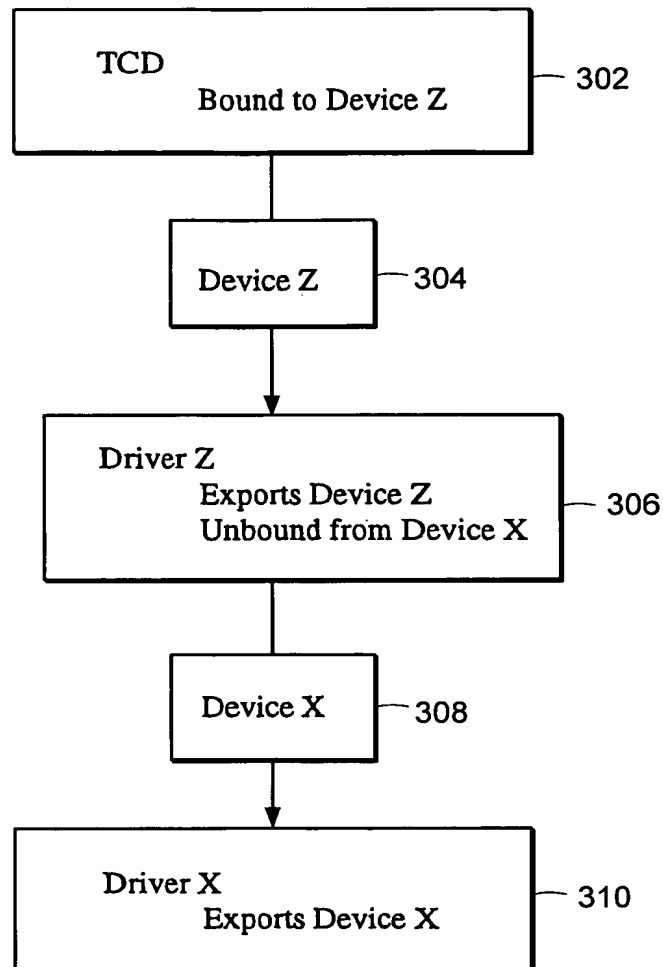 TCD
Bound to Device Z
302
Device Z
304
Driver Z
Exports Device Z
Unbound from Device X
306
Device X
308
Driver X
Exports Device X
310